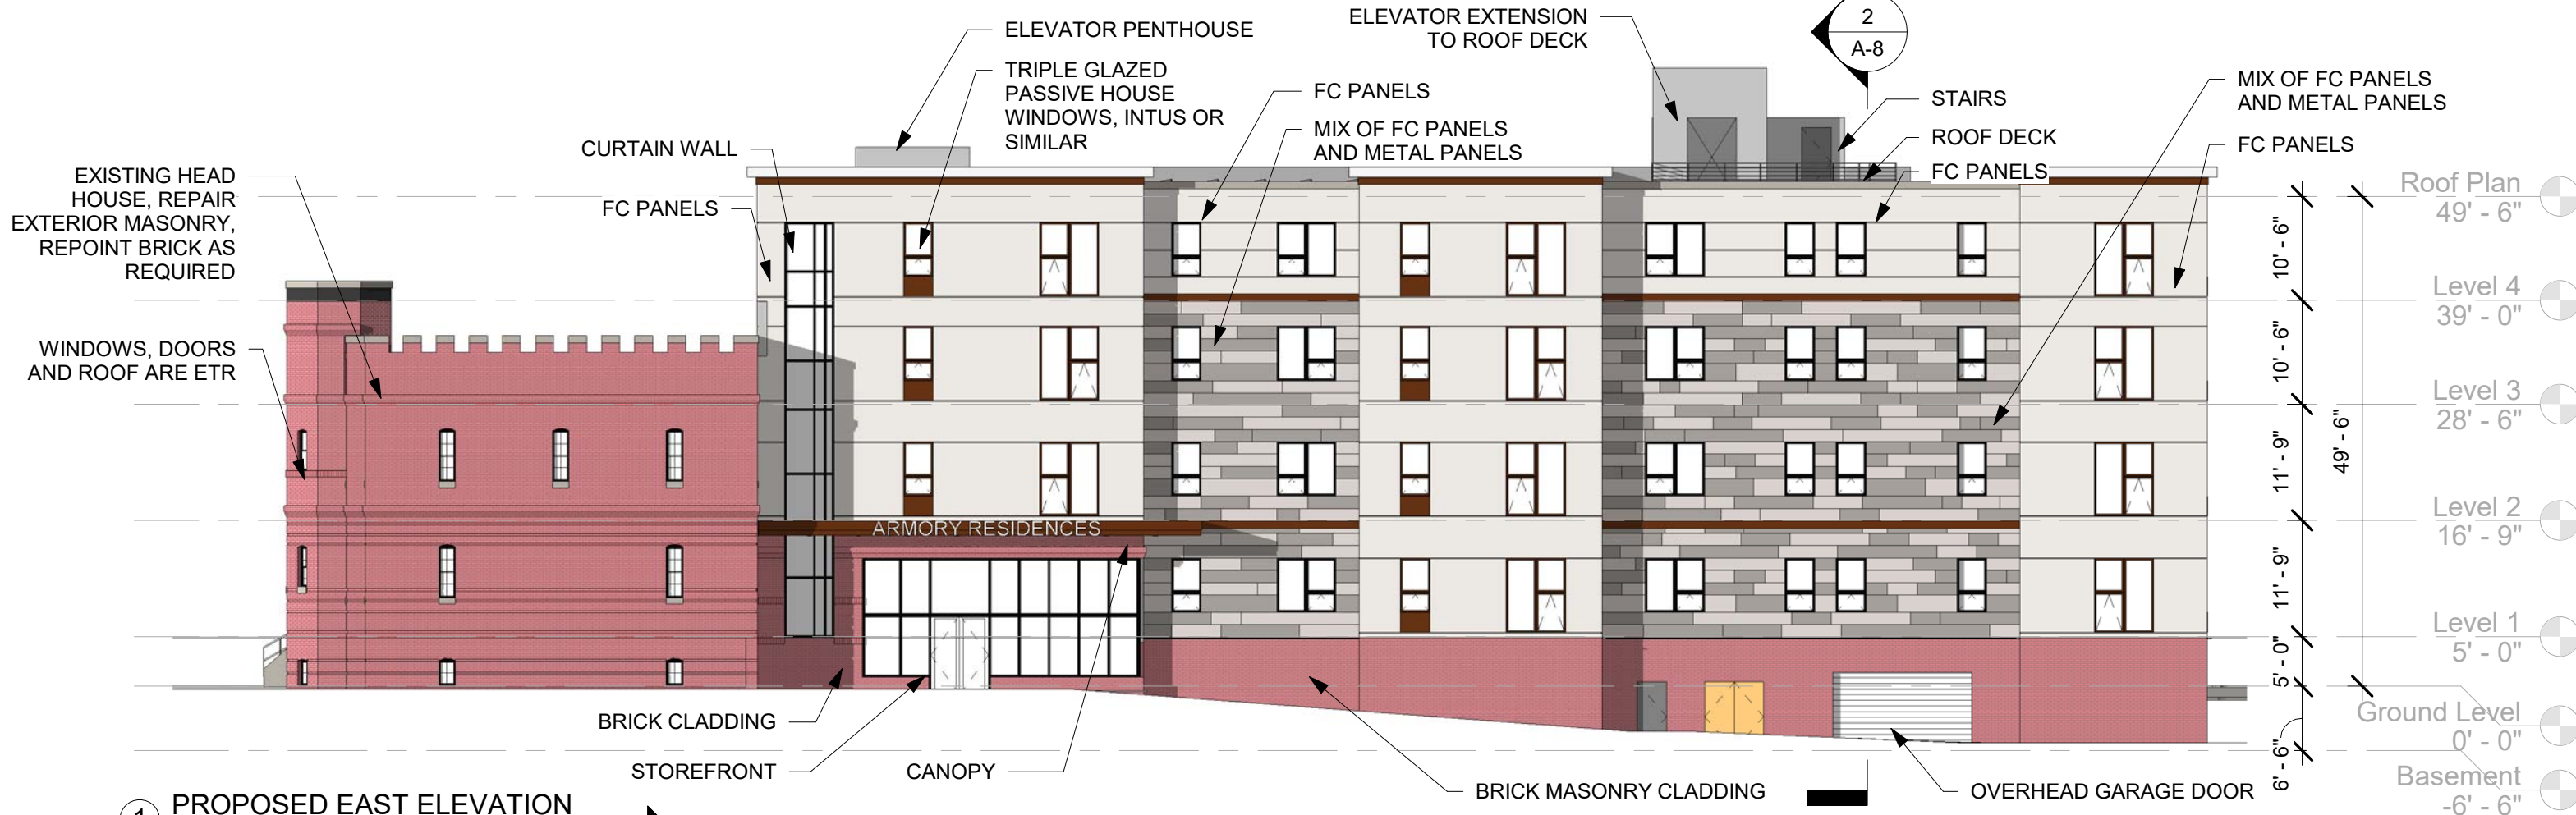 ELEVATOR PENTHOUSE
TRIPLE GLAZED
PASSIVE HOUSE
WINDOWS, INTUS OR
SIMILAR
ELEVATOR EXTENSION
TO ROOF DECK
2
A-8
FC PANELS
MIX OF FC PANELS
AND METAL PANELS
STAIRS
ROOF DECK
FC PANELS
MIX OF FC PANELS
AND METAL PANELS
FC PANELS
CURTAIN WALL
FC PANELS
EXISTING HEAD
HOUSE, REPAIR
EXTERIOR MASONRY,
REPOINT BRICK AS
REQUIRED
WINDOWS, DOORS
AND ROOF ARE ETR
ARMORY RESIDENCES
Roof Plan
49' - 6"
10' - 6"
Level 4
39' - 0"
10' - 6"
Level 3
28' - 6"
49' - 6"
11' - 9"
Level 2
16' - 9"
11' - 9"
Level 1
5' - 0"
5' - 0"
Ground Level
0' - 0"
6' - 6"
Basement
-6' - 6"
BRICK CLADDING
STOREFRONT
CANOPY
BRICK MASONRY CLADDING
OVERHEAD GARAGE DOOR
1
PROPOSED EAST ELEVATION